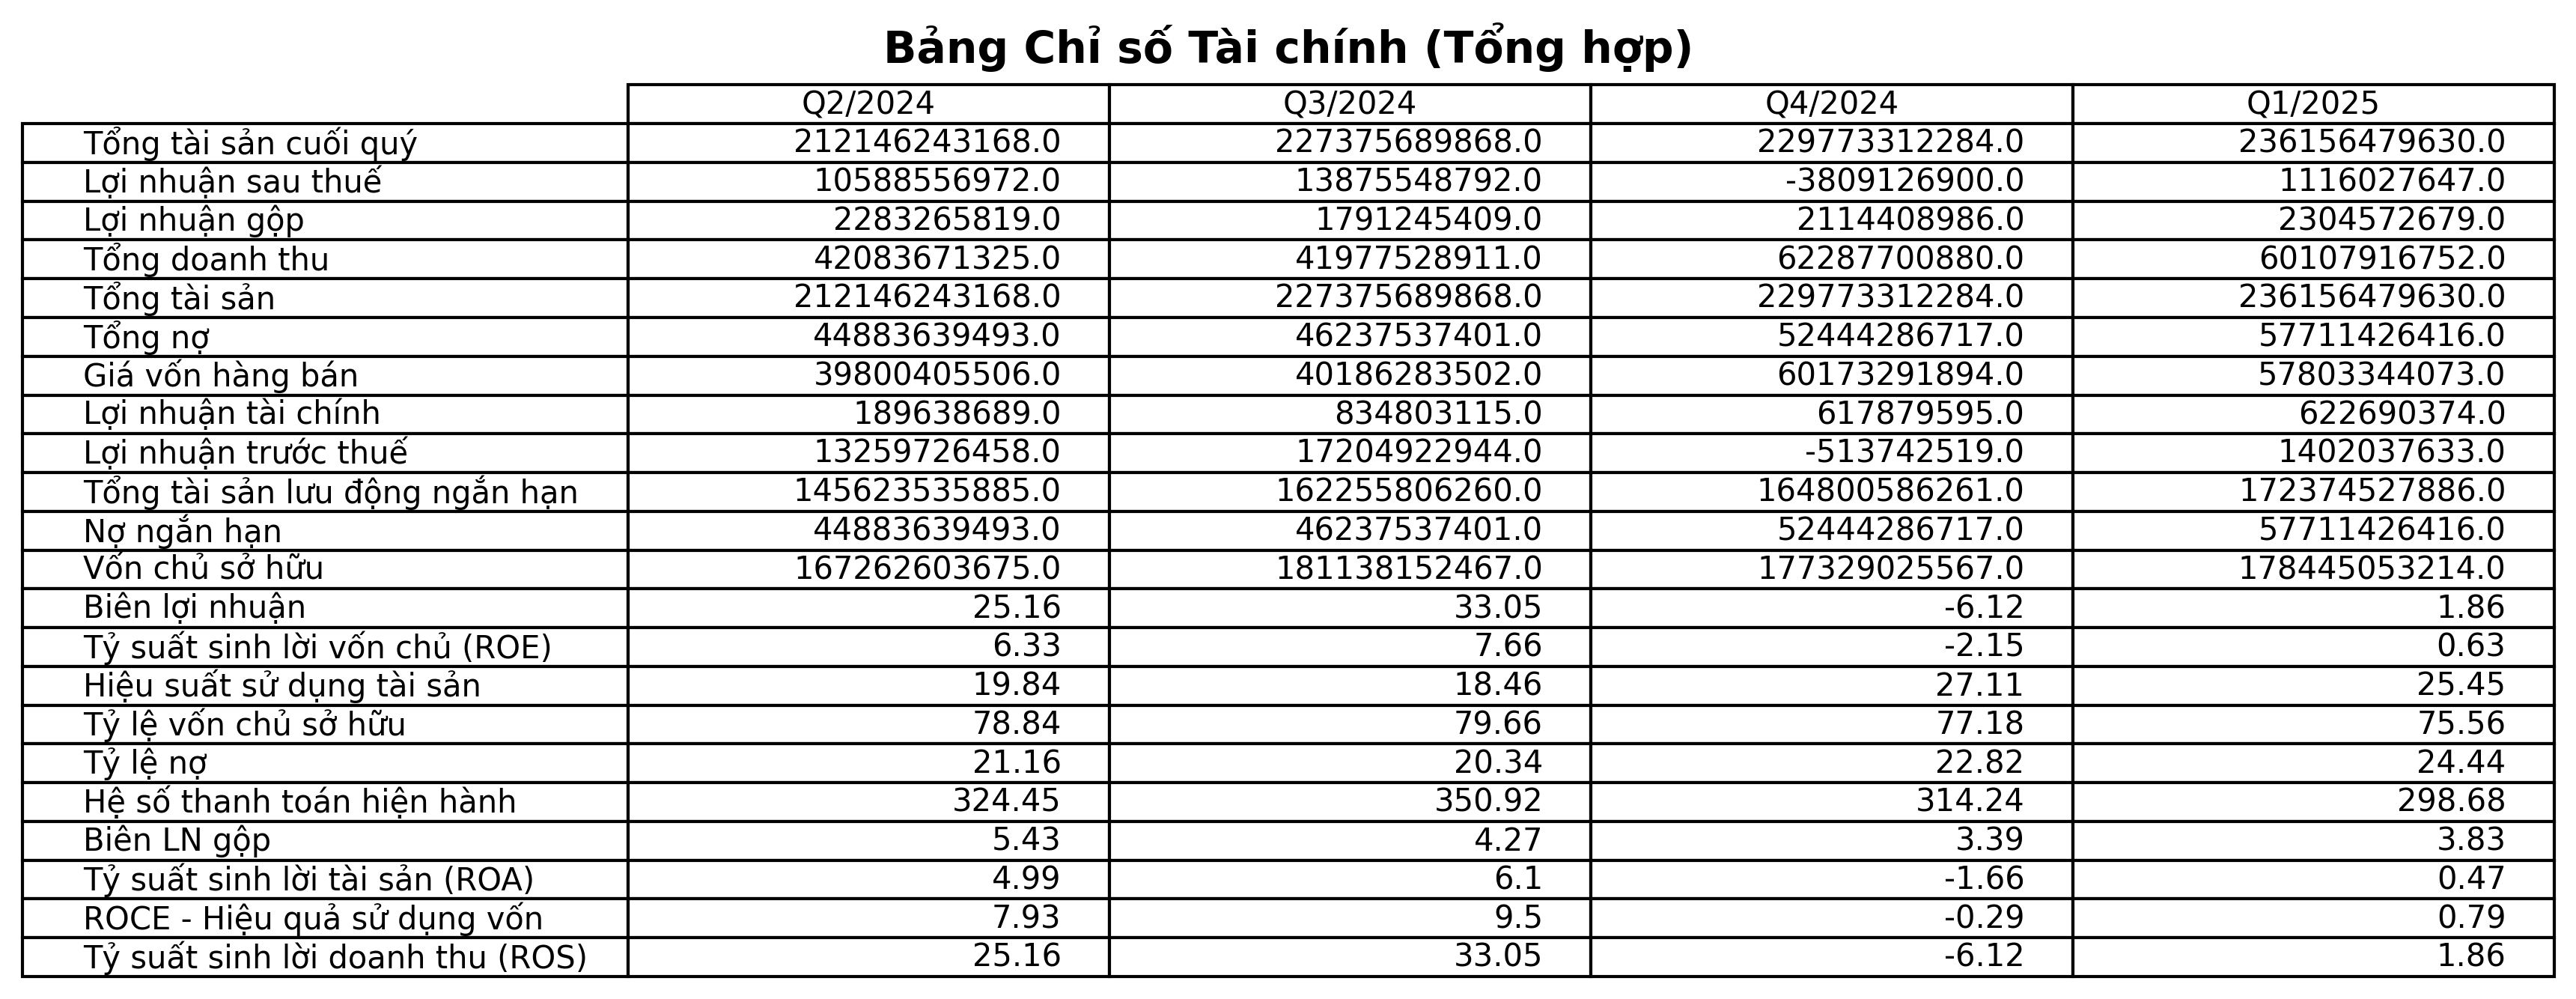 Bảng Chỉ số Tài chính (Tổng hợp)
Q2/2024 Q3/2024 Q4/2024 Q1/2025
Tổng tài sản cuối quý 212146243168.0 227375689868.0 229773312284.0 236156479630.0
Lợi nhuận sau thuế 10588556972.0 13875548792.0 -3809126900.0 1116027647.0
Lợi nhuận gộp 2283265819.0 1791245409.0 2114408986.0 2304572679.0
Tổng doanh thu 42083671325.0 41977528911.0 62287700880.0 60107916752.0
Tổng tài sản 212146243168.0 227375689868.0 229773312284.0 236156479630.0
Tổng nợ 44883639493.0 46237537401.0 52444286717.0 57711426416.0
Giá vốn hàng bán 39800405506.0 40186283502.0 60173291894.0 57803344073.0
Lợi nhuận tài chính 189638689.0 834803115.0 617879595.0 622690374.0
Lợi nhuận trước thuế 13259726458.0 17204922944.0 -513742519.0 1402037633.0
Tổng tài sản lưu động ngắn hạn 145623535885.0 162255806260.0 164800586261.0 172374527886.0
Nợ ngắn hạn 44883639493.0 46237537401.0 52444286717.0 57711426416.0
Vốn chủ sở hữu 167262603675.0 181138152467.0 177329025567.0 178445053214.0
Biên lợi nhuận 25.16 33.05 -6.12 1.86
Tỷ suất sinh lời vốn chủ (ROE) 6.33 7.66 -2.15 0.63
Hiệu suất sử dụng tài sản 19.84 18.46 27.11 25.45
Tỷ lệ vốn chủ sở hữu 78.84 79.66 77.18 75.56
Tỷ lệ nợ 21.16 20.34 22.82 24.44
Hệ số thanh toán hiện hành 324.45 350.92 314.24 298.68
Biên LN gộp 5.43 4.27 3.39 3.83
Tỷ suất sinh lời tài sản (ROA) 4.99 6.1 -1.66 0.47
ROCE - Hiệu quả sử dụng vốn 7.93 9.5 -0.29 0.79
Tỷ suất sinh lời doanh thu (ROS) 25.16 33.05 -6.12 1.86